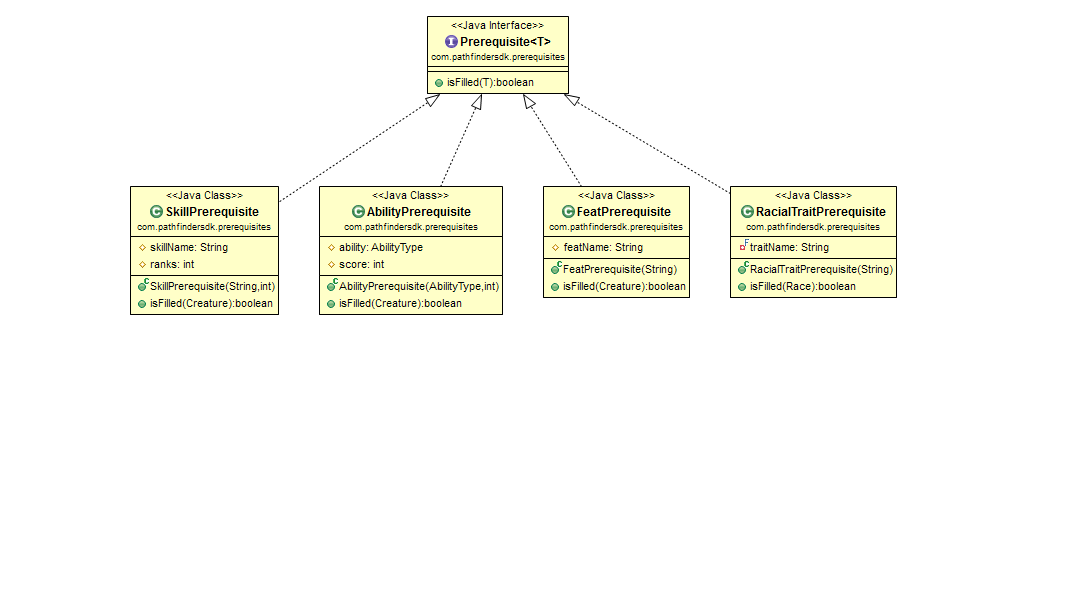 <<Java Interface>>
Prerequisite<T>
com.pathfindersdk.prerequisites
isFilled(T):boolean
<<Java Class>>
SkillPrerequisite
com.pathfindersdk.prerequisites
skillName: String
ranks: int
SkillPrerequisite(String,int)
isFilled(Creature):boolean
<<Java Class>>
AbilityPrerequisite
com.pathfindersdk.prerequisites
ability: AbilityType
score: int
AbilityPrerequisite(AbilityType,int)
isFilled(Creature):boolean
<<Java Class>>
FeatPrerequisite
com.pathfindersdk.prerequisites
featName: String
FeatPrerequisite(String)
isFilled(Creature):boolean
<<Java Class>>
RacialTraitPrerequisite
com.pathfindersdk.prerequisites
traitName: String
RacialTraitPrerequisite(String)
isFilled(Race):boolean